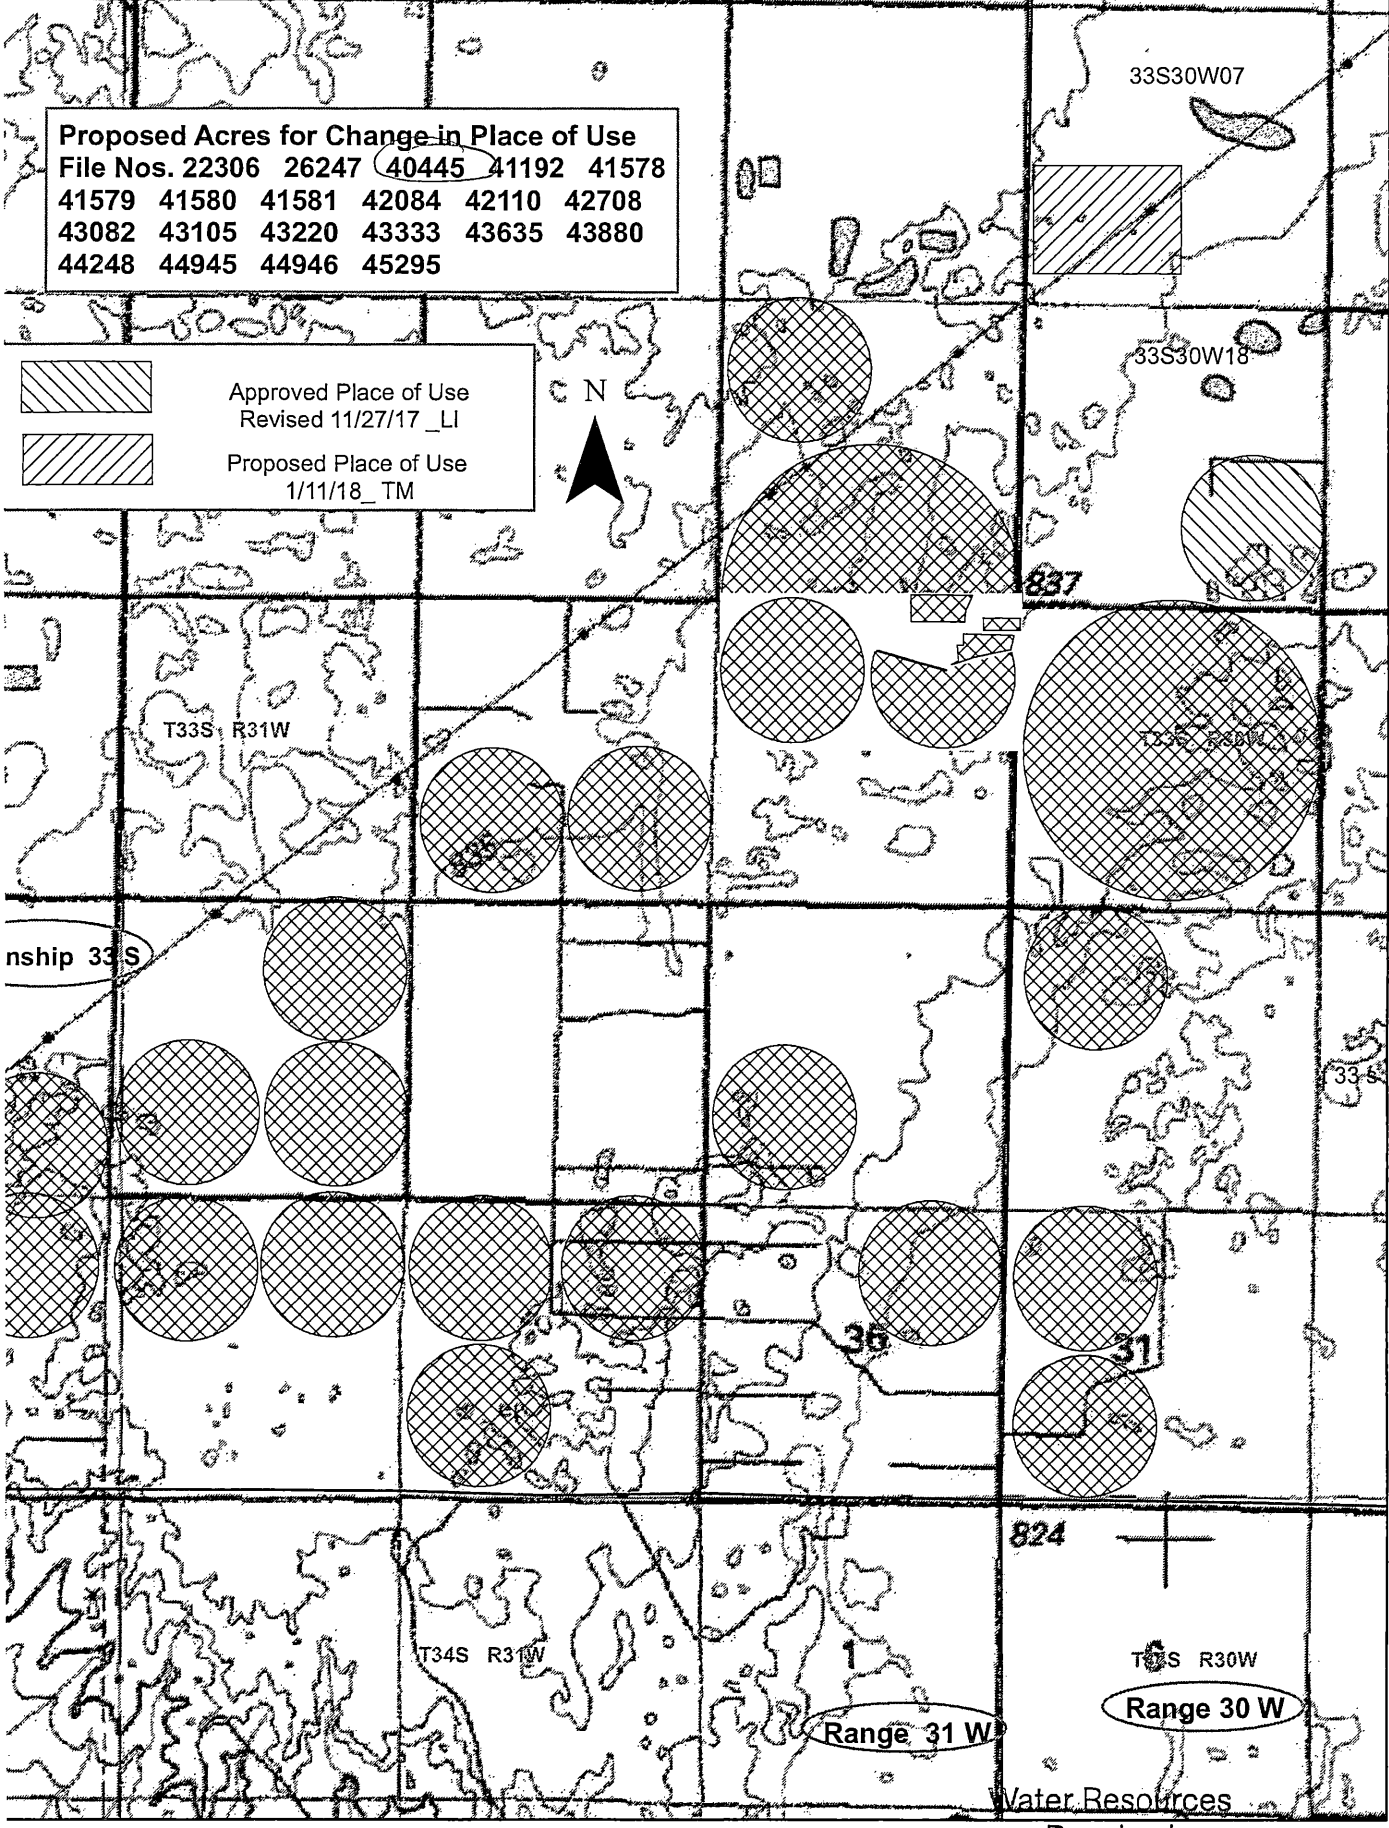 33S30W07
Proposed Acres for Change in Place of Use
File Nos. 22306 26247 40445 41192 41578
41579 41580 41581 42084 42110 42708
43082 43105 43220 43333 43635 43880
44248 44945 44946 45295
33S30W18
Approved Place of Use
Revised 11/27/17 _LI
Proposed Place of Use
1/11/18_ TM
N
837
T33S R31W
T33S R30W
nship 33 S
33 S
36
31
824
T34S R31W
1
6
R30W
Range 31 W
Range 30 W
Water Resources